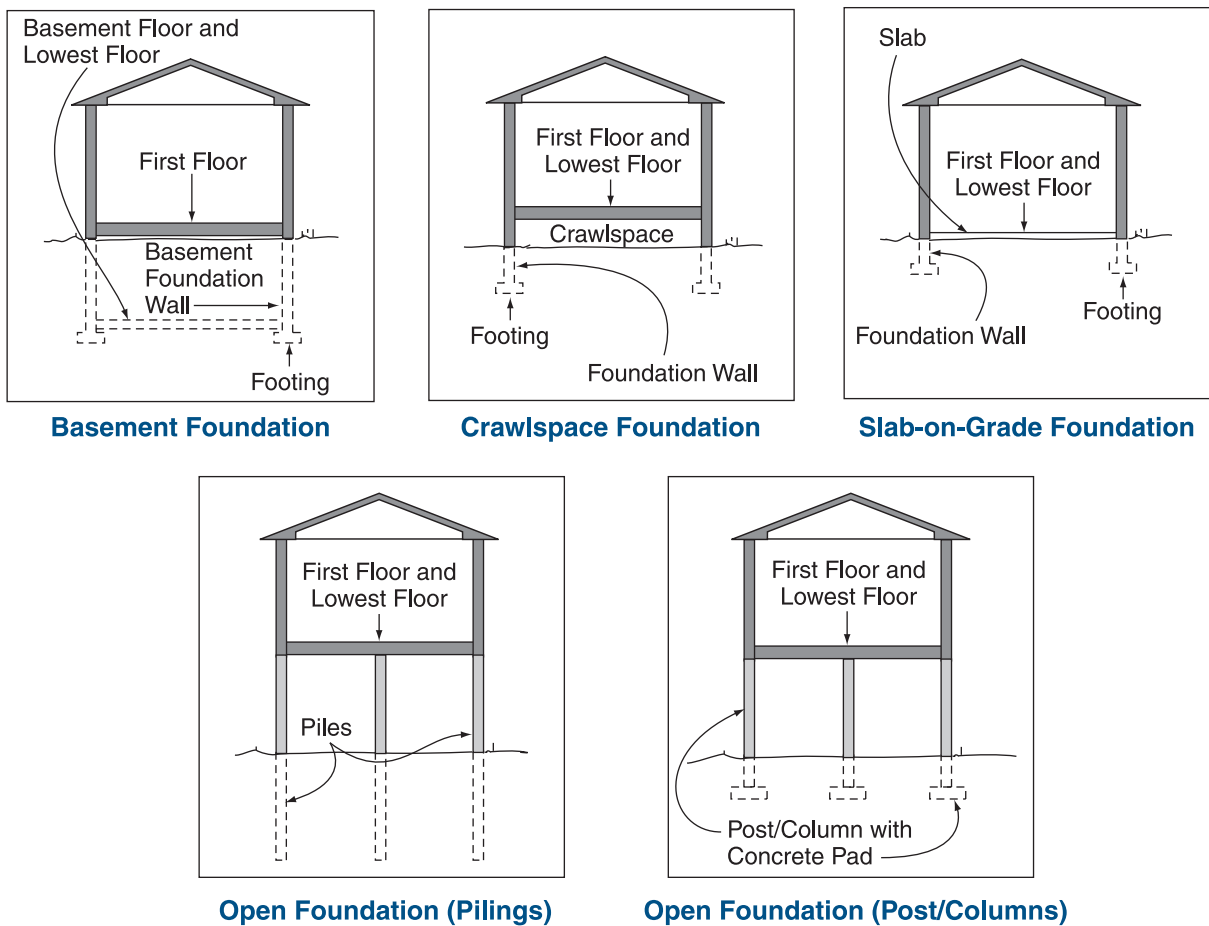 Basement Floor and
Lowest Floor
First Floor
Basement
Foundation
Wall
Footing
Basement Foundation
First Floor and
Lowest Floor
Crawlspace
Footing
Foundation Wall
Crawlspace Foundation
Slab
First Floor and
Lowest Floor
Footing
Foundation Wall
Slab-on-Grade Foundation
First Floor and
Lowest Floor
Piles
Open Foundation (Pilings)
First Floor and
Lowest Floor
Post/Column with
Concrete Pad
Open Foundation (Post/Columns)